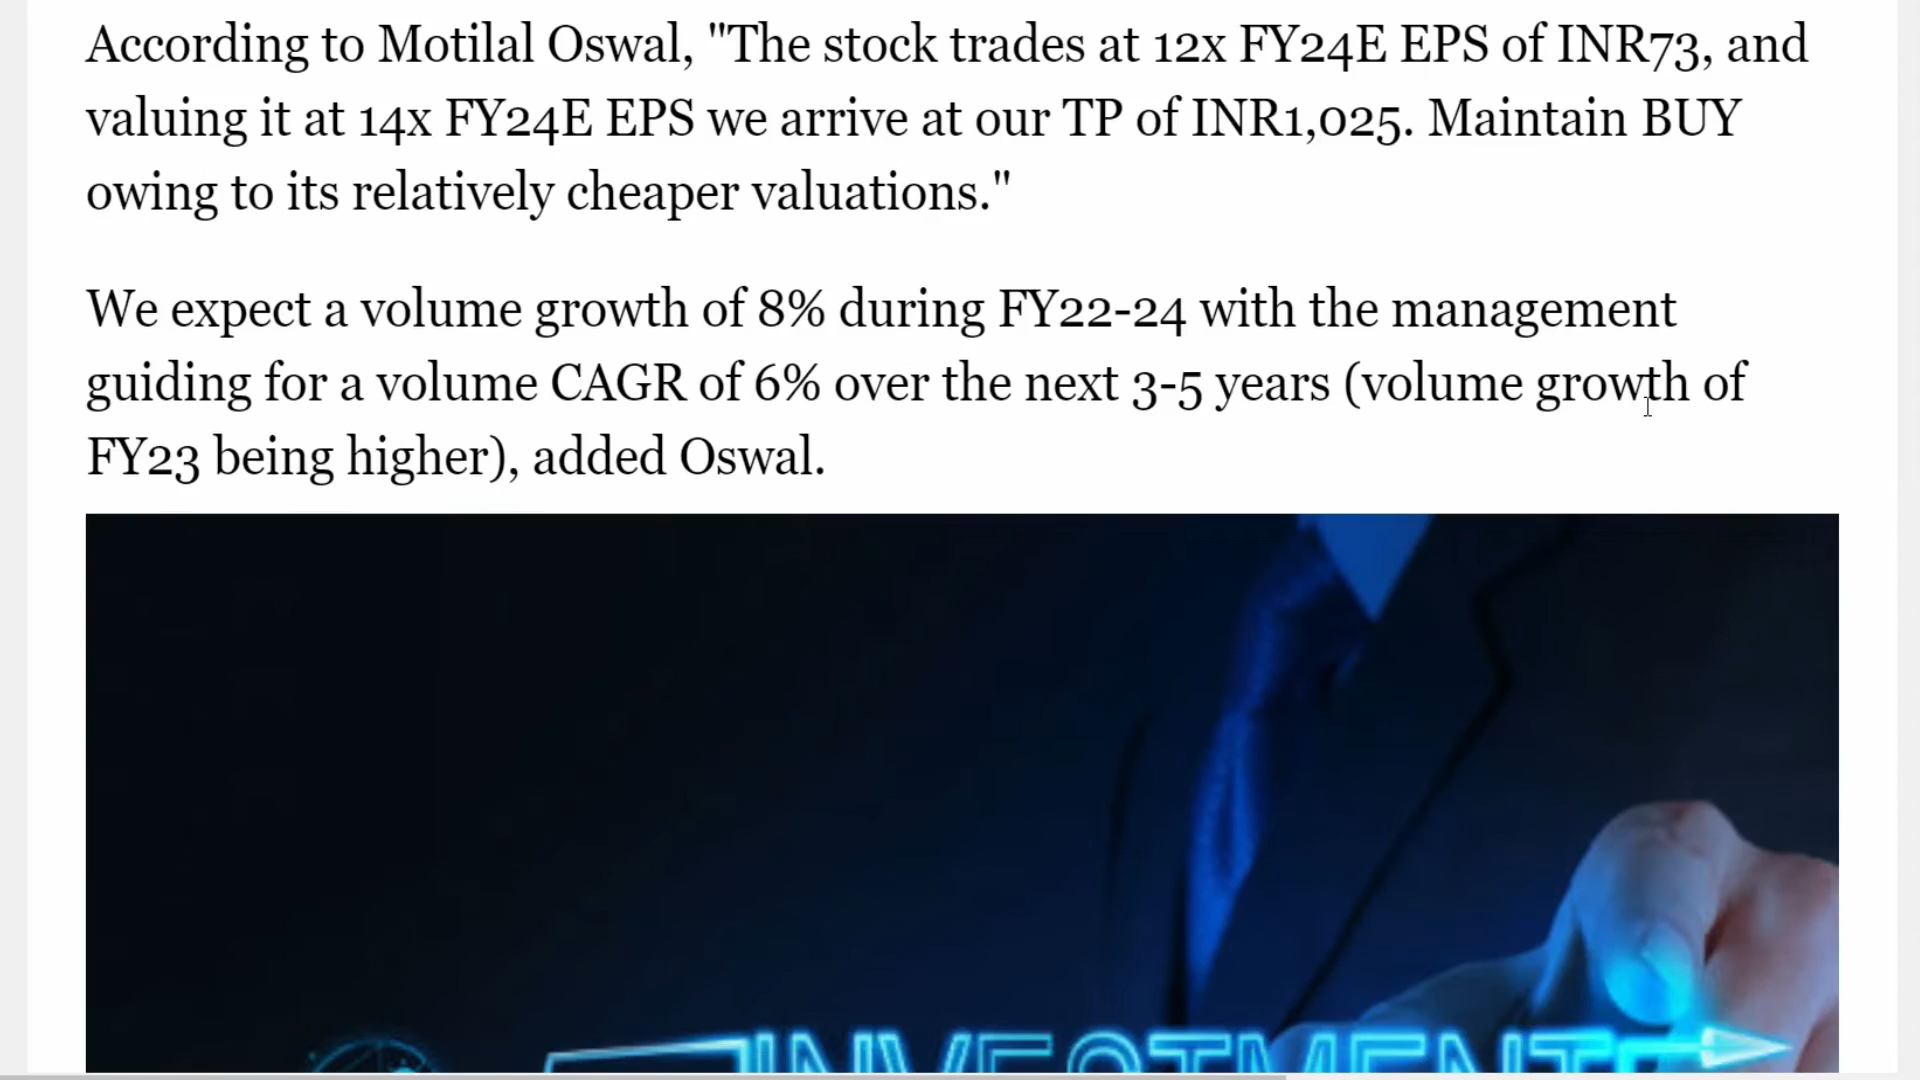 According to Motilal Oswal, "The stock trades at 12x FY24E EPS of INR73, and
valuing it at 14x FY24E EPS we arrive at our TP of INR1,025. Maintain BUY
owing to its relatively cheaper valuations."
We expect a volume growth of 8% during FY22-24 with the management
guiding for a volume CAGR of 6% over the next 3-5 years (volume growth of
FY23 being higher), added Oswal.
INVESTMENT